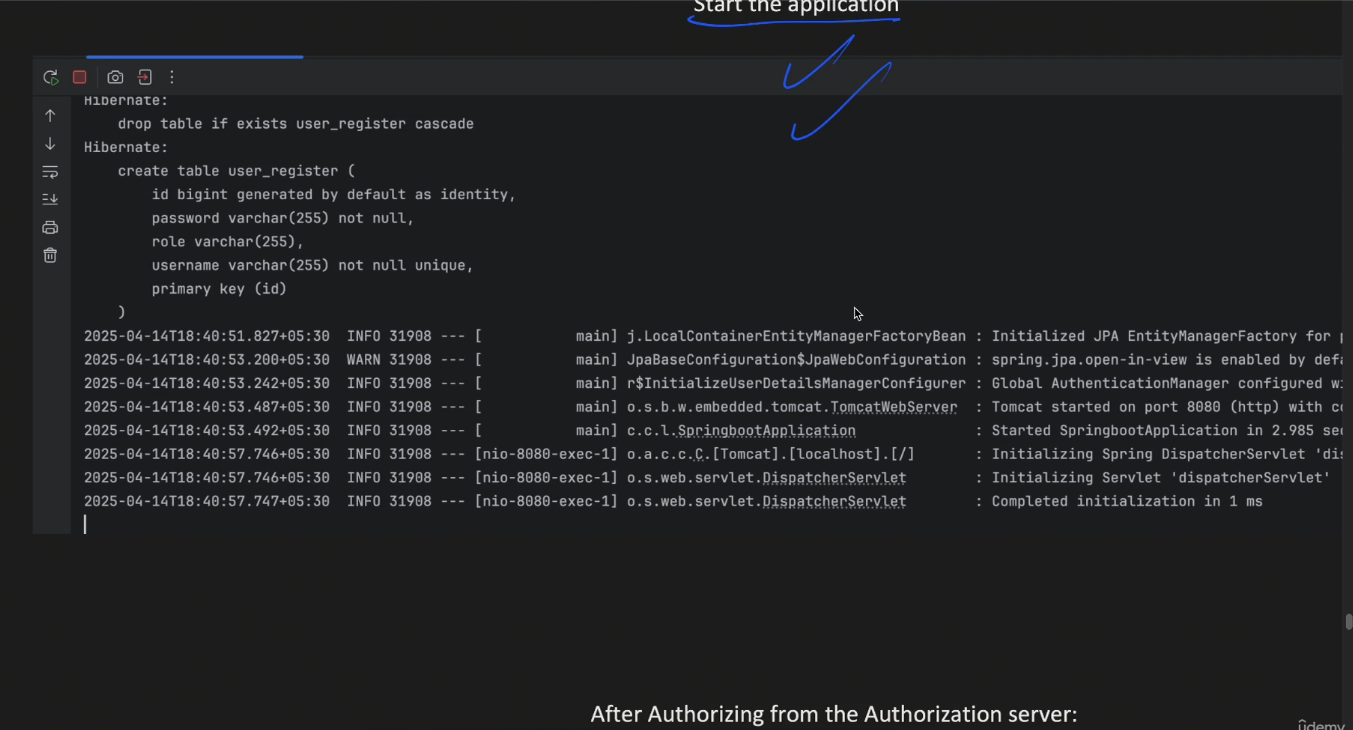 Start the application
Hibernate:
drop table if exists user_register cascade
Hibernate:
create table user_register (
id bigint generated by default as identity,
password varchar(255) not null,
role varchar(255),
username varchar(255) not null unique,
primary key (id)
)
2025-04-14T18:40:51.827+05:30  INFO 31908 --- [           main] j.LocalContainerEntityManagerFactoryBean : Initialized JPA EntityManagerFactory for
2025-04-14T18:40:53.200+05:30  WARN 31908 --- [           main] JpaBaseConfiguration$JpaWebConfiguration : spring.jpa.open-in-view is enabled by defa
2025-04-14T18:40:53.242+05:30  INFO 31908 --- [           main] r$InitializeUserDetailsManagerConfigurer : Global AuthenticationManager configured wi
2025-04-14T18:40:53.487+05:30  INFO 31908 --- [           main] o.s.b.w.embedded.tomcat.TomcatWebServer  : Tomcat started on port 8080 (http) with co
2025-04-14T18:40:53.492+05:30  INFO 31908 --- [           main] c.c.l.SpringbootApplication              : Started SpringbootApplication in 2.985 sec
2025-04-14T18:40:57.746+05:30  INFO 31908 --- [nio-8080-exec-1] o.a.c.c.C.[Tomcat].[localhost].[/]       : Initializing Spring DispatcherServlet 'dis
2025-04-14T18:40:57.746+05:30  INFO 31908 --- [nio-8080-exec-1] o.s.web.servlet.DispatcherServlet        : Initializing Servlet 'dispatcherServlet'
2025-04-14T18:40:57.747+05:30  INFO 31908 --- [nio-8080-exec-1] o.s.web.servlet.DispatcherServlet        : Completed initialization in 1 ms
After Authorizing from the Authorization server:
ûdemy